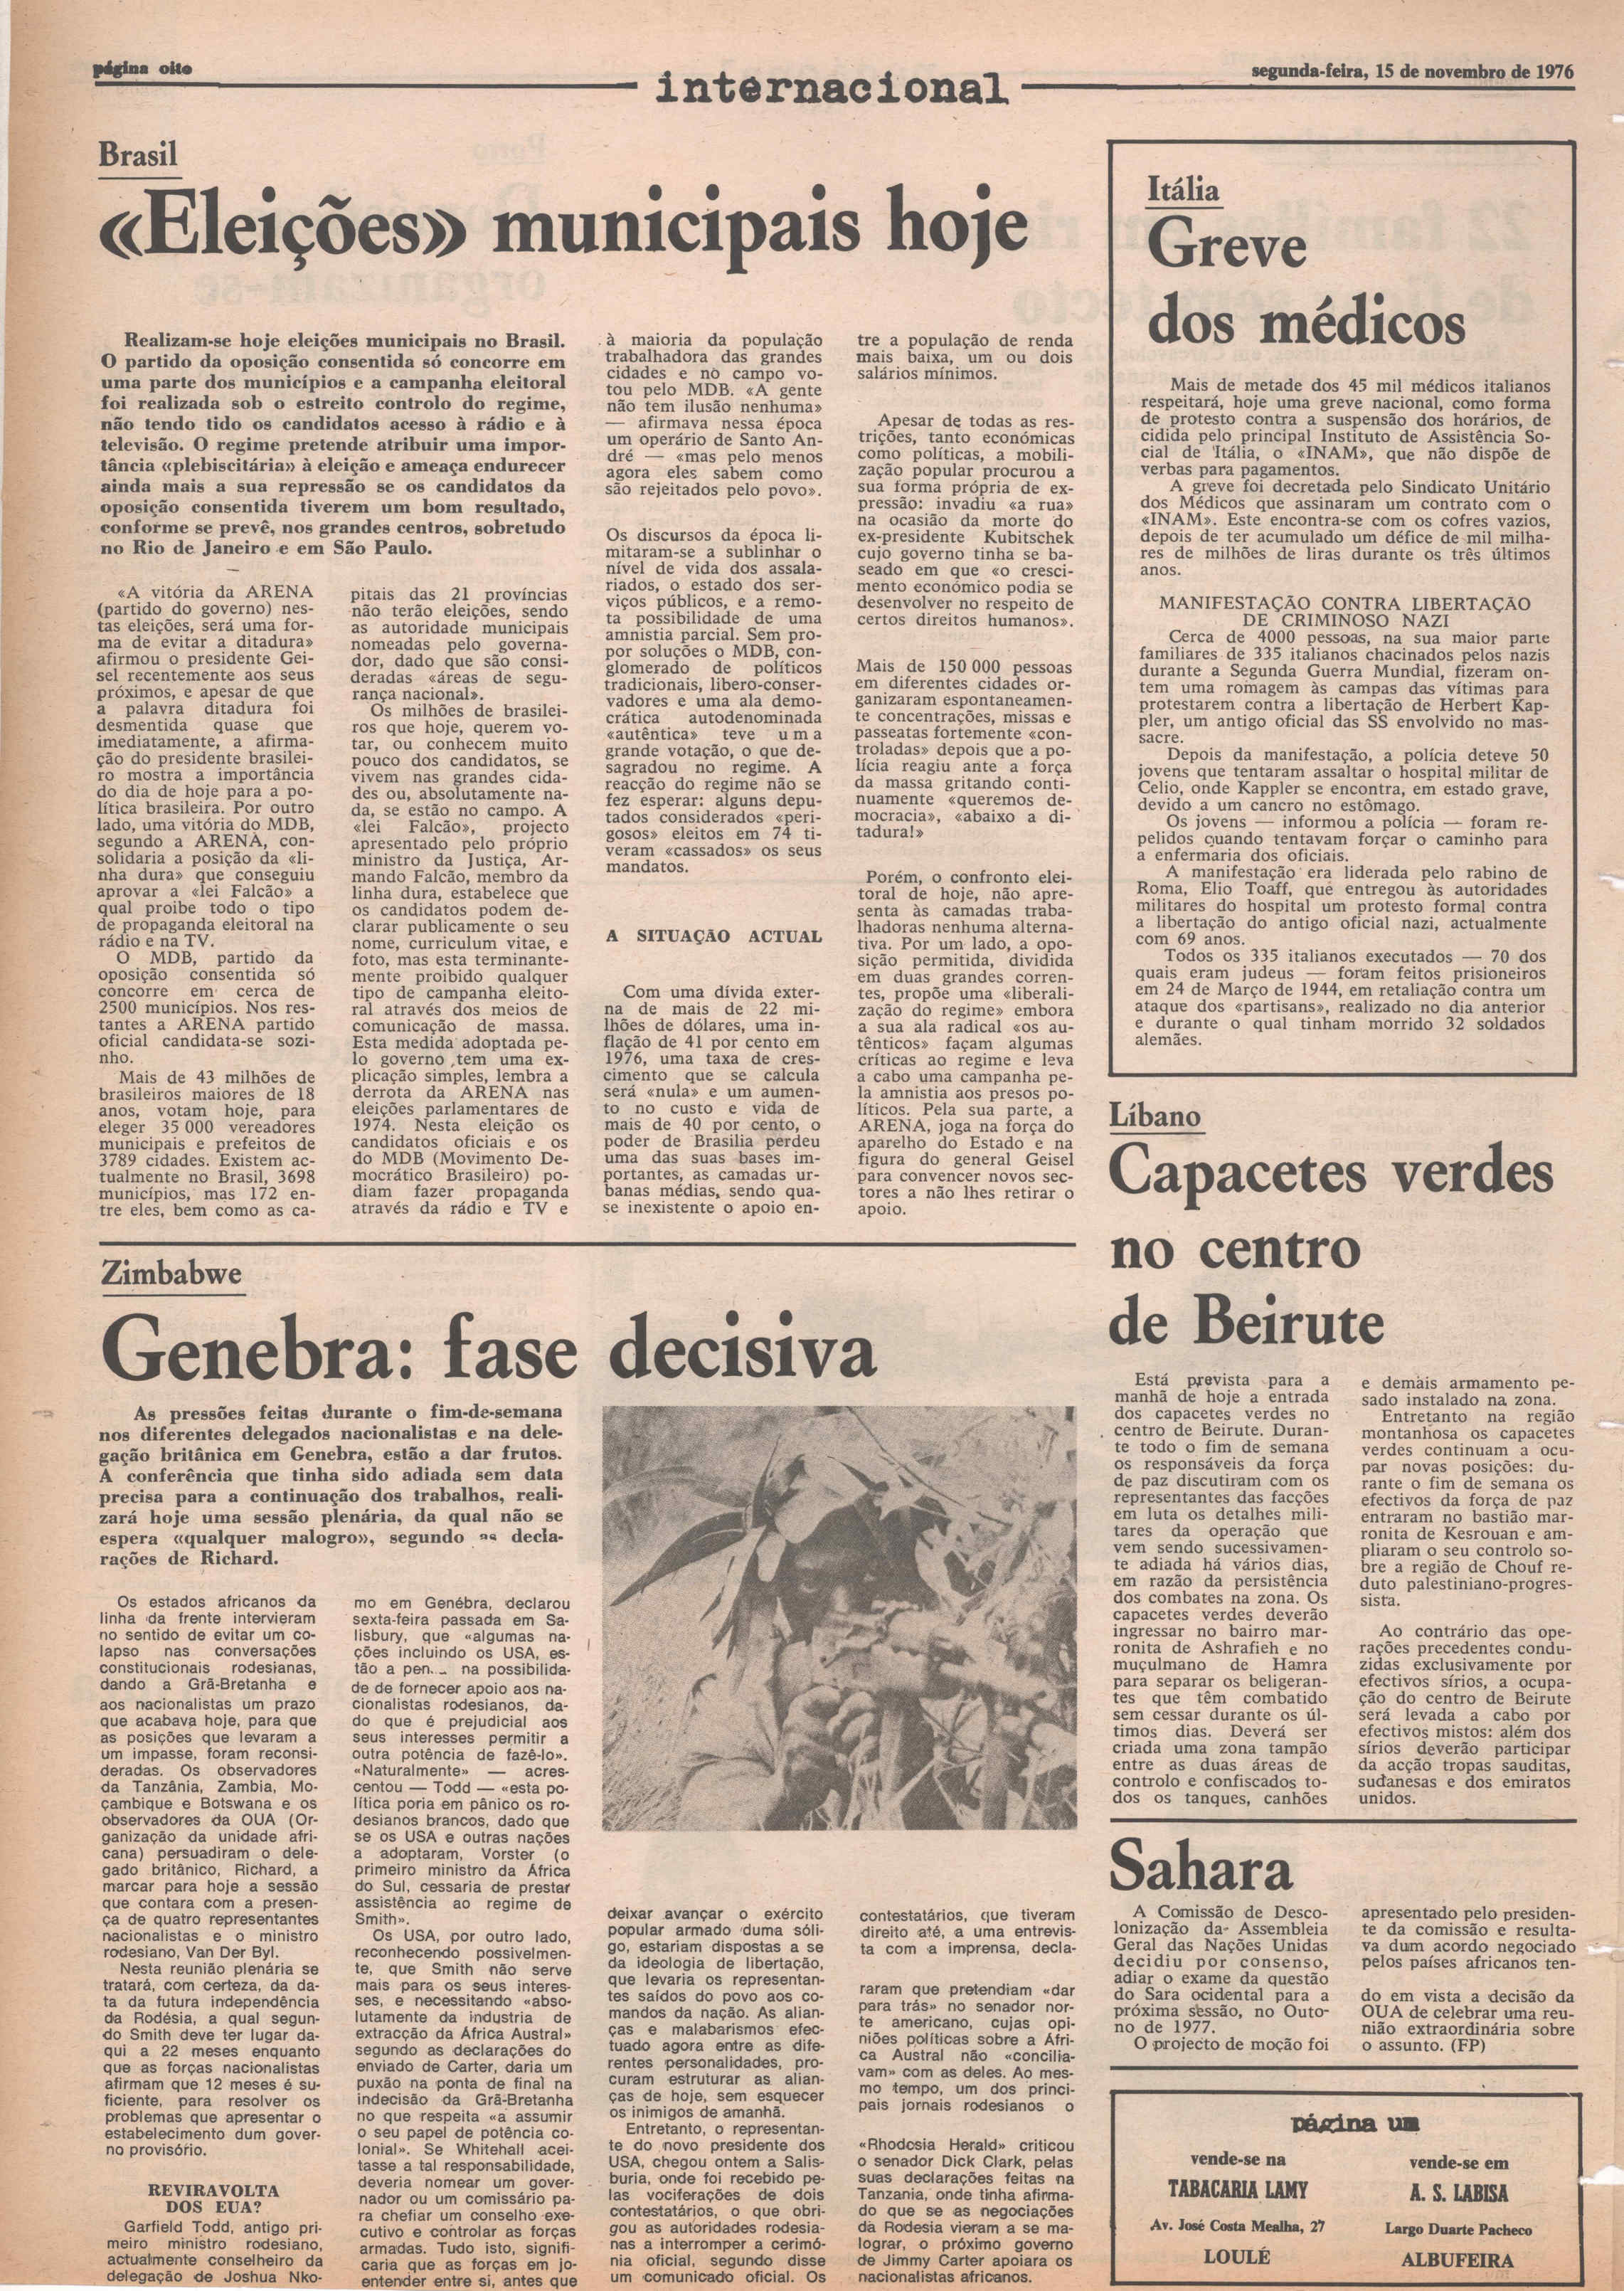 página oito
internacional
segunda-feira, 15 de novembro de 1976
Brasil
«Eleições» municipais hoje
Realizam-se hoje eleições municipais no Brasil.
O partido da oposição consentida só concorre em
uma parte dos municípios e a campanha eleitoral
foi realizada sob o estreito controlo do regime,
não tendo tido os candidatos acesso à rádio e à
televisão. O regime pretende atribuir uma impor-
tância «plebiscitária» à eleição e ameaça endurecer
ainda mais a sua repressão se os candidatos da
oposição consentida tiverem um bom resultado,
conforme se prevê, nos grandes centros, sobretudo
no Rio de Janeiro e em São Paulo.
«A vitória da ARENA
(partido do governo) nes-
tas eleições, será uma for-
ma de evitar a ditadura»
afirmou o presidente Gei-
sel recentemente aos seus
próximos, e apesar de que
a palavra ditadura foi
desmentida quase que
imediatamente, a afirma-
ção do presidente brasilei-
ro mostra a importância
do dia de hoje para a po-
lítica brasileira. Por outro
lado, uma vitória do MDB,
segundo a ARENA, con-
solidaria a posição da «li-
nha dura» que conseguiu
aprovar a «lei Falcão» a
qual proibe todo o tipo
de propaganda eleitoral na
rádio e na TV.
O MDB, partido da
oposição consentida só
concorre em cerca de
2500 municípios. Nos res-
tantes a ARENA partido
oficial candidata-se sozi-
nho.
Mais de 43 milhões de
brasileiros maiores de 18
anos, votam hoje, para
eleger 35 000 vereadores
municipais e prefeitos de
3789 cidades. Existem ac-
tualmente no Brasil, 3698
municípios, mas 172 en-
tre eles, bem como as ca-
pitais das 21 províncias
não terão eleições, sendo
as autoridade municipais
nomeadas pelo governa-
dor, dado que são consi-
deradas «áreas de segu-
rança nacional».
Os milhões de brasilei-
ros que hoje, querem vo-
tar, ou conhecem muito
pouco dos candidatos, se
vivem nas grandes cida-
des ou, absolutamente na-
da, se estão no campo. A
«lei Falcão», projecto
apresentado pelo próprio
ministro da Justiça, Ar-
mando Falcão, membro da
linha dura, estabelece que
os candidatos podem de-
clarar publicamente o seu
nome, curriculum vitae, e
foto, mas esta terminante-
mente proibido qualquer
tipo de campanha eleito-
ral através dos meios de
comunicação de massa.
Esta medida adoptada pe-
lo governo tem uma ex-
plicação simples, lembra a
derrota da ARENA nas
eleições parlamentares de
1974. Nesta eleição os
candidatos oficiais e os
do MDB (Movimento De-
mocrático Brasileiro) po-
diam fazer propaganda
através da rádio e TV e
à maioria da população
trabalhadora das grandes
cidades e no campo vo-
tou pelo MDB. «A gente
não tem ilusão nenhuma»
— afirmava nessa época
um operário de Santo An-
dré — «mas pelo menos
agora eles sabem como
são rejeitados pelo povo».
Os discursos da época li-
mitaram-se a sublinhar o
nível de vida dos assala-
riados, o estado dos ser-
viços públicos, e a remo-
ta possibilidade de uma
amnistia parcial. Sem pro-
por soluções o MDB, con-
glomerado de políticos
tradicionais, libero-conser-
vadores e uma ala demo-
crática autodenominada
«autêntica» teve uma
grande votação, o que de-
sagradou no regime. A
reacção do regime não se
fez esperar: alguns depu-
tados considerados «peri-
gosos» eleitos em 74 ti-
veram «cassados» os seus
mandatos.
A SITUAÇÃO ACTUAL
Com uma dívida exter-
na de mais de 22 mi-
lhões de dólares, uma in-
flação de 41 por cento em
1976, uma taxa de cres-
cimento que se calcula
será «nula» e um aumen-
to no custo e vida de
mais de 40 por cento, o
poder de Brasilia perdeu
uma das suas bases im-
portantes, as camadas ur-
banas médias, sendo qua-
se inexistente o apoio en-
tre a população de renda
mais baixa, um ou dois
salários mínimos.
Apesar de todas as res-
trições, tanto económicas
como políticas, a mobili-
zação popular procurou a
sua forma própria de ex-
pressão: invadiu «a rua»
na ocasião da morte do
ex-presidente Kubitschek
cujo governo tinha se ba-
seado em que «o cresci-
mento económico podia se
desenvolver no respeito de
certos direitos humanos».
Mais de 150 000 pessoas
em diferentes cidades or-
ganizaram espontaneamen-
te concentrações, missas e
passeatas fortemente «con-
troladas» depois que a po-
lícia reagiu ante a força
da massa gritando conti-
nuamente «queremos de-
mocracia», «abaixo a di-
tadura!»
Porém, o confronto elei-
toral de hoje, não apre-
senta às camadas traba-
lhadoras nenhuma alterna-
tiva. Por um lado, a opo-
sição permitida, dividida
em duas grandes corren-
tes, propõe uma «liberali-
zação do regime» embora
a sua ala radical «os au-
tênticos» façam algumas
críticas ao regime e leva
a cabo uma campanha pe-
la amnistia aos presos po-
líticos. Pela sua parte, a
ARENA, joga na força do
aparelho do Estado e na
figura do general Geisel
para convencer novos sec-
tores a não lhes retirar o
apoio.
Itália
Greve
dos médicos
Mais de metade dos 45 mil médicos italianos
respeitará, hoje uma greve nacional, como forma
de protesto contra a suspensão dos horários, de
cidida pelo principal Instituto de Assistência So-
cial de Itália, o «INAM», que não dispõe de
verbas para pagamentos.
A greve foi decretada pelo Sindicato Unitário
dos Médicos que assinaram um contrato com o
«INAM». Este encontra-se com os cofres vazios,
depois de ter acumulado um défice de mil milha-
res de milhões de liras durante os três últimos
anos.
MANIFESTAÇÃO CONTRA LIBERTAÇÃO
DE CRIMINOSO NAZI
Cerca de 4000 pessoas, na sua maior parte
familiares de 335 italianos chacinados pelos nazis
durante a Segunda Guerra Mundial, fizeram on-
tem uma romagem às campas das vítimas para
protestarem contra a libertação de Herbert Kap-
pler, um antigo oficial das SS envolvido no mas-
sacre.
Depois da manifestação, a polícia deteve 50
jovens que tentaram assaltar o hospital militar de
Celio, onde Kappler se encontra, em estado grave,
devido a um cancro no estômago.
Os jovens — informou a polícia — foram re-
pelidos quando tentavam forçar o caminho para
a enfermaria dos oficiais.
A manifestação era liderada pelo rabino de
Roma, Elio Toaff, que entregou às autoridades
militares do hospital um protesto formal contra
a libertação do antigo oficial nazi, actualmente
com 69 anos.
Todos os 335 italianos executados — 70 dos
quais eram judeus — foram feitos prisioneiros
em 24 de Março de 1944, em retaliação contra um
ataque dos «partisans», realizado no dia anterior
e durante o qual tinham morrido 32 soldados
alemães.
Líbano
Capacetes verdes
no centro
de Beirute
Está prevista para a
manhã de hoje a entrada
dos capacetes verdes no
centro de Beirute. Duran-
te todo o fim de semana
os responsáveis da força
de paz discutiram com os
representantes das facções
em luta os detalhes mili-
tares da operação que
vem sendo sucessivamen-
te adiada há vários dias,
em razão da persistência
dos combates na zona. Os
capacetes verdes deverão
ingressar no bairro mar-
ronita de Ashrafieh e no
muçulmano de Hamra
para separar os beligeran-
tes que têm combatido
sem cessar durante os úl-
timos dias. Deverá ser
criada uma zona tampão
entre as duas áreas de
controlo e confiscados to-
dos os tanques, canhões
e demais armamento pe-
sado instalado na zona.
Entretanto na região
montanhosa os capacetes
verdes continuam a ocu-
par novas posições: du-
rante o fim de semana os
efectivos da força de paz
entraram no bastião mar-
ronita de Kesrouan e am-
pliaram o seu controlo so-
bre a região de Chouf re-
duto palestiniano-progres-
sista.
Ao contrário das ope-
rações precedentes condu-
zidas exclusivamente por
efectivos sírios, a ocupa-
ção do centro de Beirute
será levada a cabo por
efectivos mistos: além dos
sírios deverão participar
da acção tropas sauditas,
sudanesas e dos emiratos
unidos.
Zimbabwe
Genebra: fase decisiva
As pressões feitas durante o fim-de-semana
nos diferentes delegados nacionalistas e na dele-
gação britânica em Genebra, estão a dar frutos.
A conferência que tinha sido adiada sem data
precisa para a continuação dos trabalhos, reali-
zará hoje uma sessão plenária, da qual não se
espera «qualquer malogro», segundo as decla-
rações de Richard.
Os estados africanos da
linha da frente intervieram
no sentido de evitar um co-
lapso nas conversações
constitucionais rodesianas,
dando a Grã-Bretanha e
aos nacionalistas um prazo
que acabava hoje, para que
as posições que levaram a
um impasse, foram reconsi-
deradas. Os observadores
da Tanzânia, Zambia, Mo-
çambique e Botswana e os
observadores da OUA (Or-
ganização da unidade afri-
cana) persuadiram o dele-
gado britânico, Richard, a
marcar para hoje a sessão
que contara com a presen-
ça de quatro representantes
nacionalistas e o ministro
rodesiano, Van Der Byl.
Nesta reunião plenária se
tratará, com certeza, da da-
ta da futura independência
da Rodésia, a qual segun-
do Smith deve ter lugar da-
qui a 22 meses enquanto
que as forças nacionalistas
afirmam que 12 meses é su-
ficiente, para resolver os
problemas que apresentar o
estabelecimento dum gover-
no provisório.
REVIRAVOLTA
DOS EUA?
Garfield Todd, antigo pri-
meiro ministro rodesiano,
actualmente conselheiro da
delegação de Joshua Nko-
mo em Genébra, declarou
sexta-feira passada em Sa-
lisbury, que «algumas na-
ções incluindo os USA, es-
tão a pen... na possibilida-
de de fornecer apoio aos na-
cionalistas rodesianos, da-
do que é prejudicial aos
seus interesses permitir a
outra potência de fazê-lo».
«Naturalmente» — acres-
centou — Todd — «esta po-
lítica poria em pânico os ro-
desianos brancos, dado que
se os USA e outras nações
a adoptaram, Vorster (o
primeiro ministro da África
do Sul, cessaria de prestar
assistência ao regime de
Smith».
Os USA, por outro lado,
reconhecendo possivelmen-
te, que Smith não serve
mais para os seus interes-
ses, e necessitando «abso-
lutamente da industria de
extracção da África Austral»
segundo as declarações do
enviado de Carter, daria um
puxão na ponta de final na
indecisão da Grã-Bretanha
no que respeita «a assumir
o seu papel de potência co-
lonial». Se Whitehall acei-
tasse a tal responsabilidade,
deveria nomear um gover-
nador ou um comissário pa-
ra chefiar um conselho exe-
cutivo e controlar as forças
armadas. Tudo isto, signifi-
caria que as forças em jo-
entender entre si, antes que
deixar avançar o exército
popular armado duma sóli-
go, estariam dispostas a se
da ideologia de libertação,
que levaria os representan-
tes saídos do povo aos co-
mandos da nação. As alian-
ças e malabarismos efec-
tuado agora entre as dife-
rentes personalidades, pro-
curam estruturar as alian-
ças de hoje, sem esquecer
os inimigos de amanhã.
Entretanto, o representan-
te do novo presidente dos
USA, chegou ontem a Salis-
buria, onde foi recebido pe-
las vociferações de dois
contestatários, o que obri-
gou as autoridades rodesia-
nas a interromper a cerimó-
nia oficial, segundo disse
um comunicado oficial. Os
contestatários, que tiveram
direito até, a uma entrevis-
ta com a imprensa, decla-
raram que pretendiam «dar
para trás» no senador nor-
te americano, cujas opi-
niões políticas sobre a Áfri-
ca Austral não «concilia-
vam» com as deles. Ao mes-
mo tempo, um dos princi-
pais jornais rodesianos o
«Rhodesia Herald» criticou
o senador Dick Clark, pelas
suas declarações feitas na
Tanzania, onde tinha afirma-
do que se as negociações
da Rodesia vieram a se ma-
lograr, o próximo governo
de Jimmy Carter apoiara os
nacionalistas africanos.
Sahara
A Comissão de Desco-
lonização da Assembleia
Geral das Nações Unidas
decidiu por consenso,
adiar o exame da questão
do Sara ocidental para a
próxima sessão, no Outo-
no de 1977.
O projecto de moção foi
apresentado pelo presiden-
te da comissão e resulta-
va dum acordo negociado
pelos países africanos ten-
do em vista a decisão da
OUA de celebrar uma reu-
nião extraordinária sobre
o assunto. (FP)
página um
vende-se na
TABACARIA LAMY
Av. José Costa Mealha, 27
LOULÉ
vende-se em
A. S. LABISA
Largo Duarte Pacheco
ALBUFEIRA